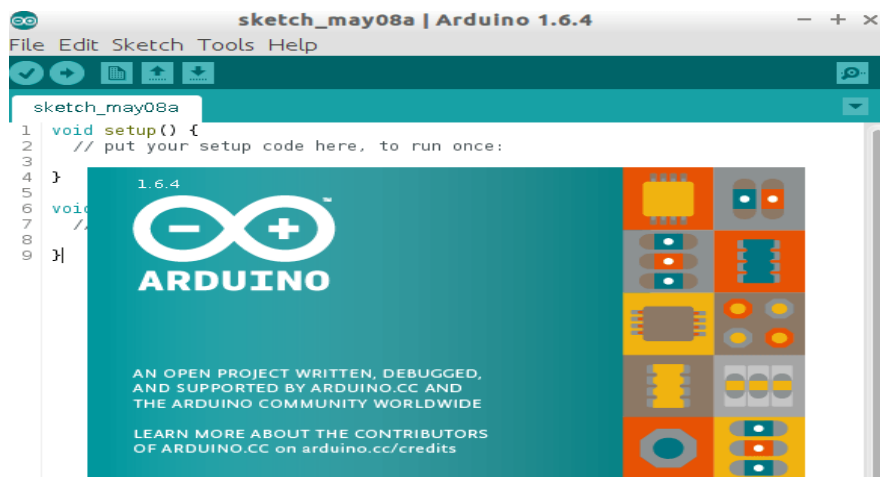 sketch_may08a | Arduino 1.6.4
File Edit Sketch Tools Help
sketch_may08a
1 void setup() {
2 // put your setup code here, to run once:
3
4 }
5
6 voi
7 //
8
9 }
1.6.4
ARDUINO
AN OPEN PROJECT WRITTEN, DEBUGGED,
AND SUPPORTED BY ARDUINO.CC AND
THE ARDUINO COMMUNITY WORLDWIDE
LEARN MORE ABOUT THE CONTRIBUTORS
OF ARDUINO.CC on arduino.cc/credits